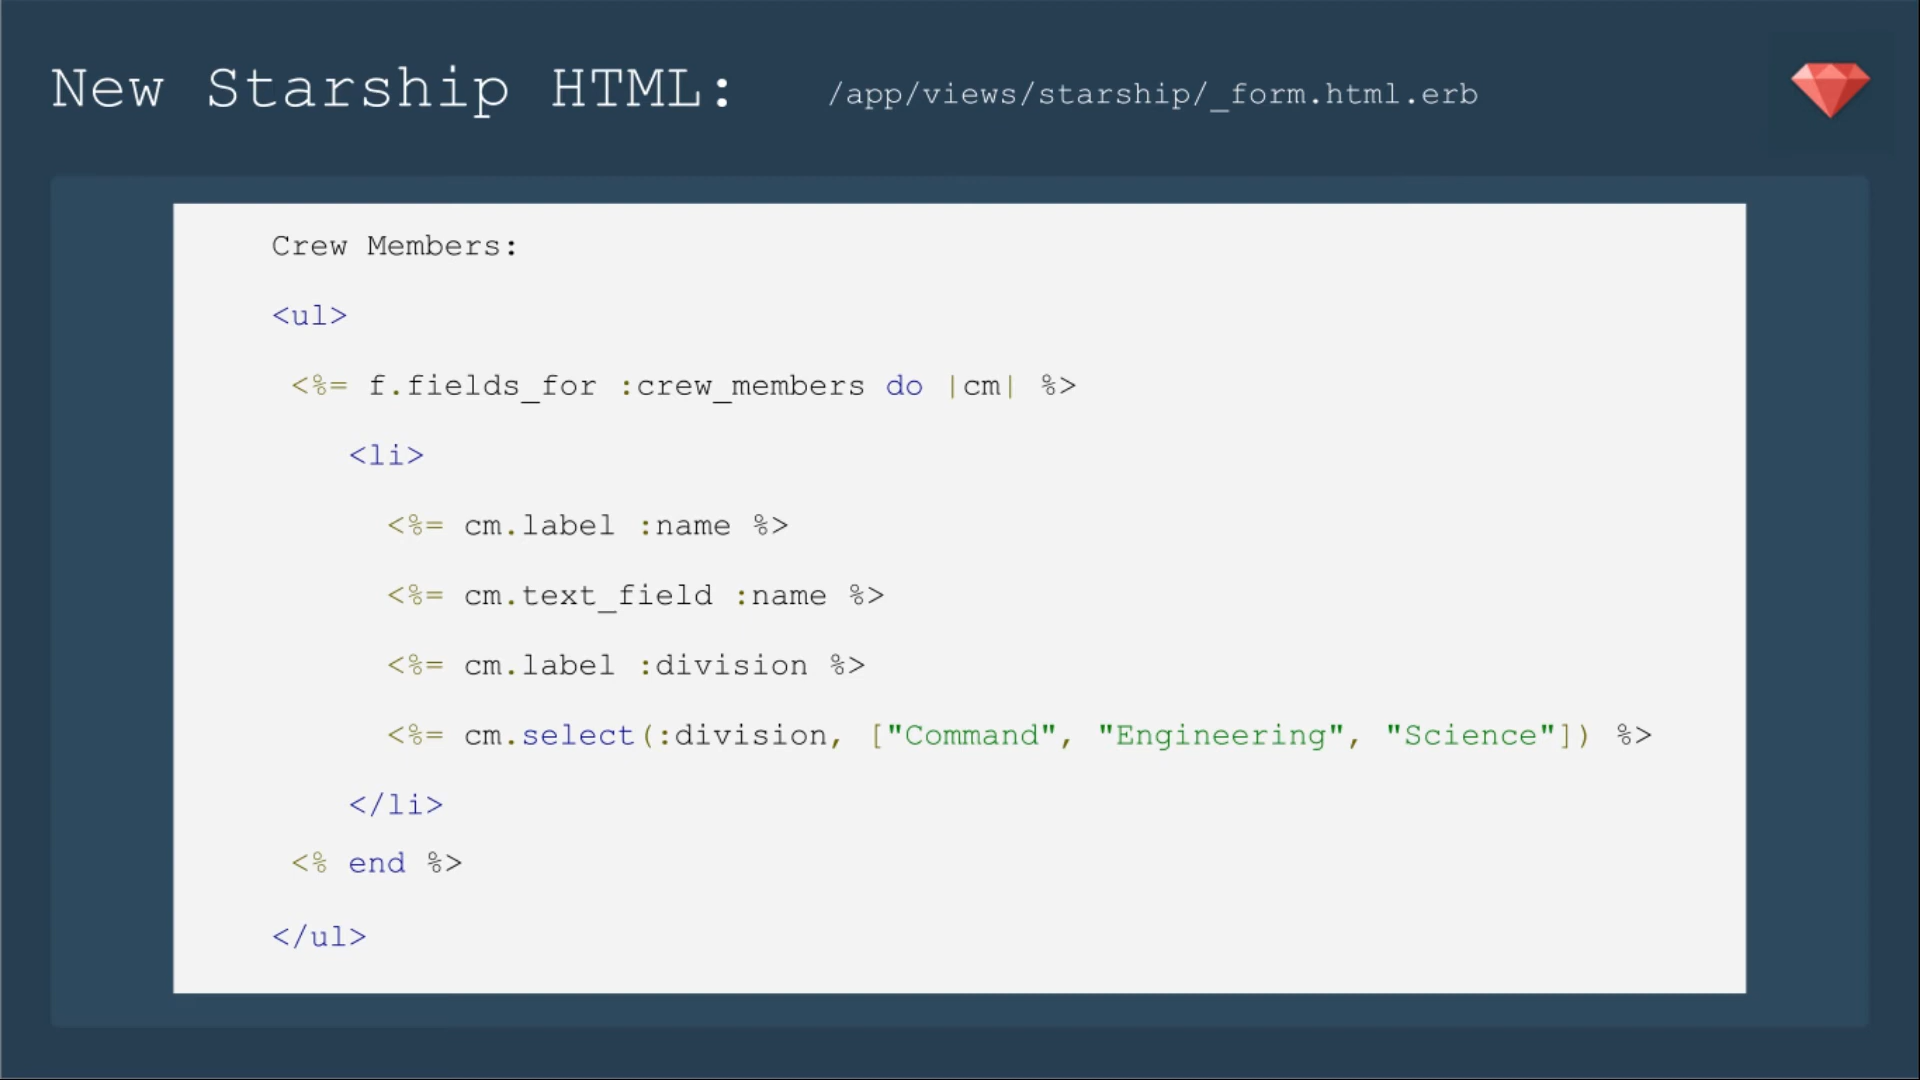 New Starship HTML: /app/views/starship/_form.html.erb
Crew Members:
<ul>
<%= f.fields_for :crew_members do |cm| %>
<li>
<%= cm.label :name %>
<%= cm.text_field :name %>
<%= cm.label :division %>
<%= cm.select(:division, ["Command", "Engineering", "Science"]) %>
</li>
<% end %>
</ul>